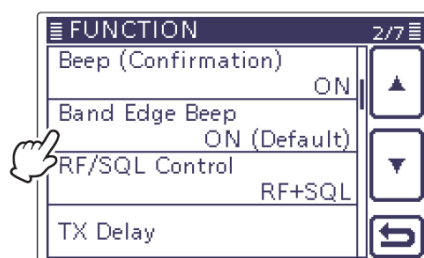 FUNCTION 2/7
Beep (Confirmation)
ON
Band Edge Beep
ON (Default)
RF/SQL Control
RF+SQL
TX Delay